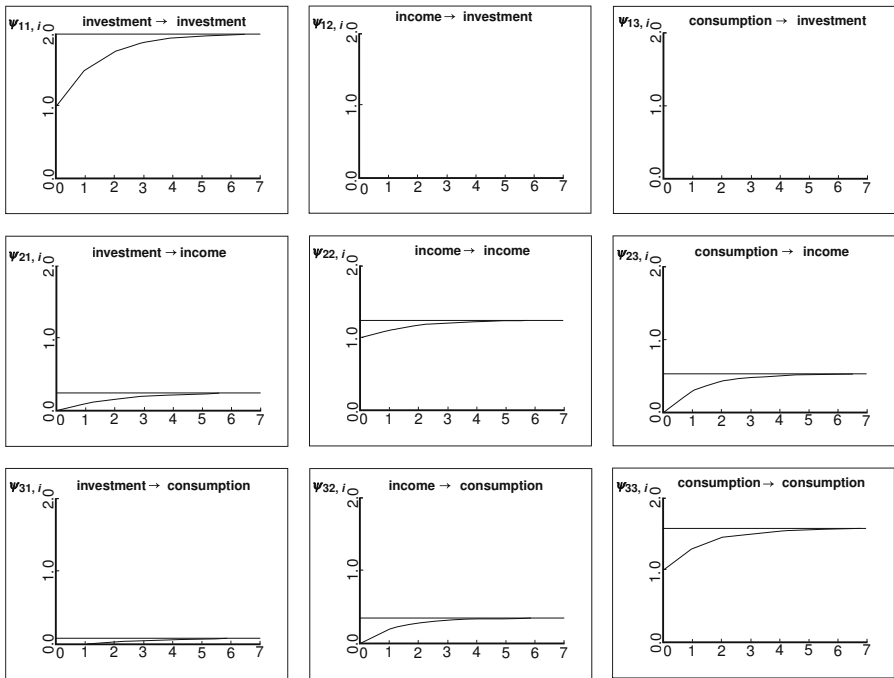 Ψ11, i investment → investment
2.0
1.0
0.0
0 1 2 3 4 5 6 7
Ψ12, i income → investment
2.0
1.0
0.0
0 1 2 3 4 5 6 7
Ψ13, i consumption → investment
2.0
1.0
0.0
0 1 2 3 4 5 6 7
Ψ21, i investment → income
2.0
1.0
0.0
0 1 2 3 4 5 6 7
Ψ22, i income → income
2.0
1.0
0.0
0 1 2 3 4 5 6 7
Ψ23, i consumption → income
2.0
1.0
0.0
0 1 2 3 4 5 6 7
Ψ31, i investment → consumption
2.0
1.0
0.0
0 1 2 3 4 5 6 7
Ψ32, i income → consumption
2.0
1.0
0.0
0 1 2 3 4 5 6 7
Ψ33, i consumption → consumption
2.0
1.0
0.0
0 1 2 3 4 5 6 7